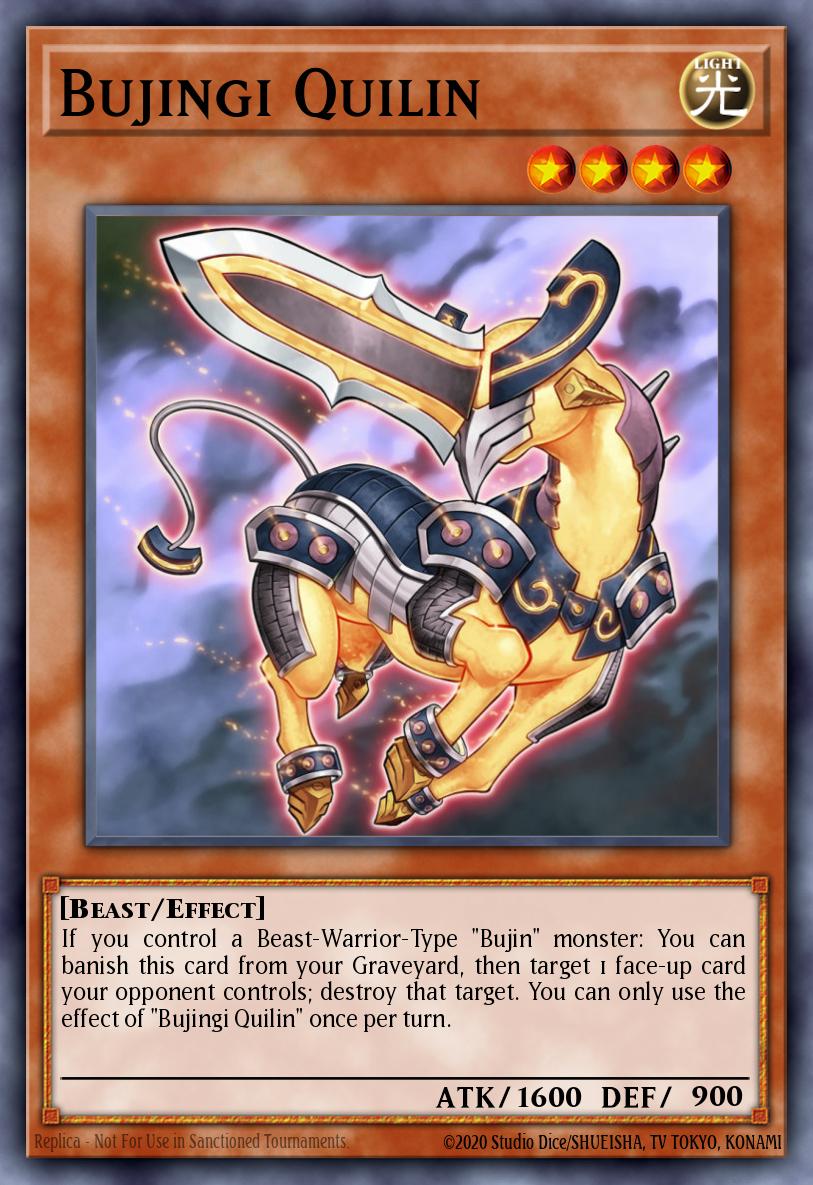 Bujingi Quilin
LIGHT
光
[Beast/Effect]
If you control a Beast-Warrior-Type "Bujin" monster: You can
banish this card from your Graveyard, then target 1 face-up card
your opponent controls; destroy that target. You can only use the
effect of "Bujingi Quilin" once per turn.
ATK/1600 DEF/ 900
Replica - Not For Use in Sanctioned Tournaments.
©2020 Studio Dice/SHUEISHA, TV TOKYO, KONAMI